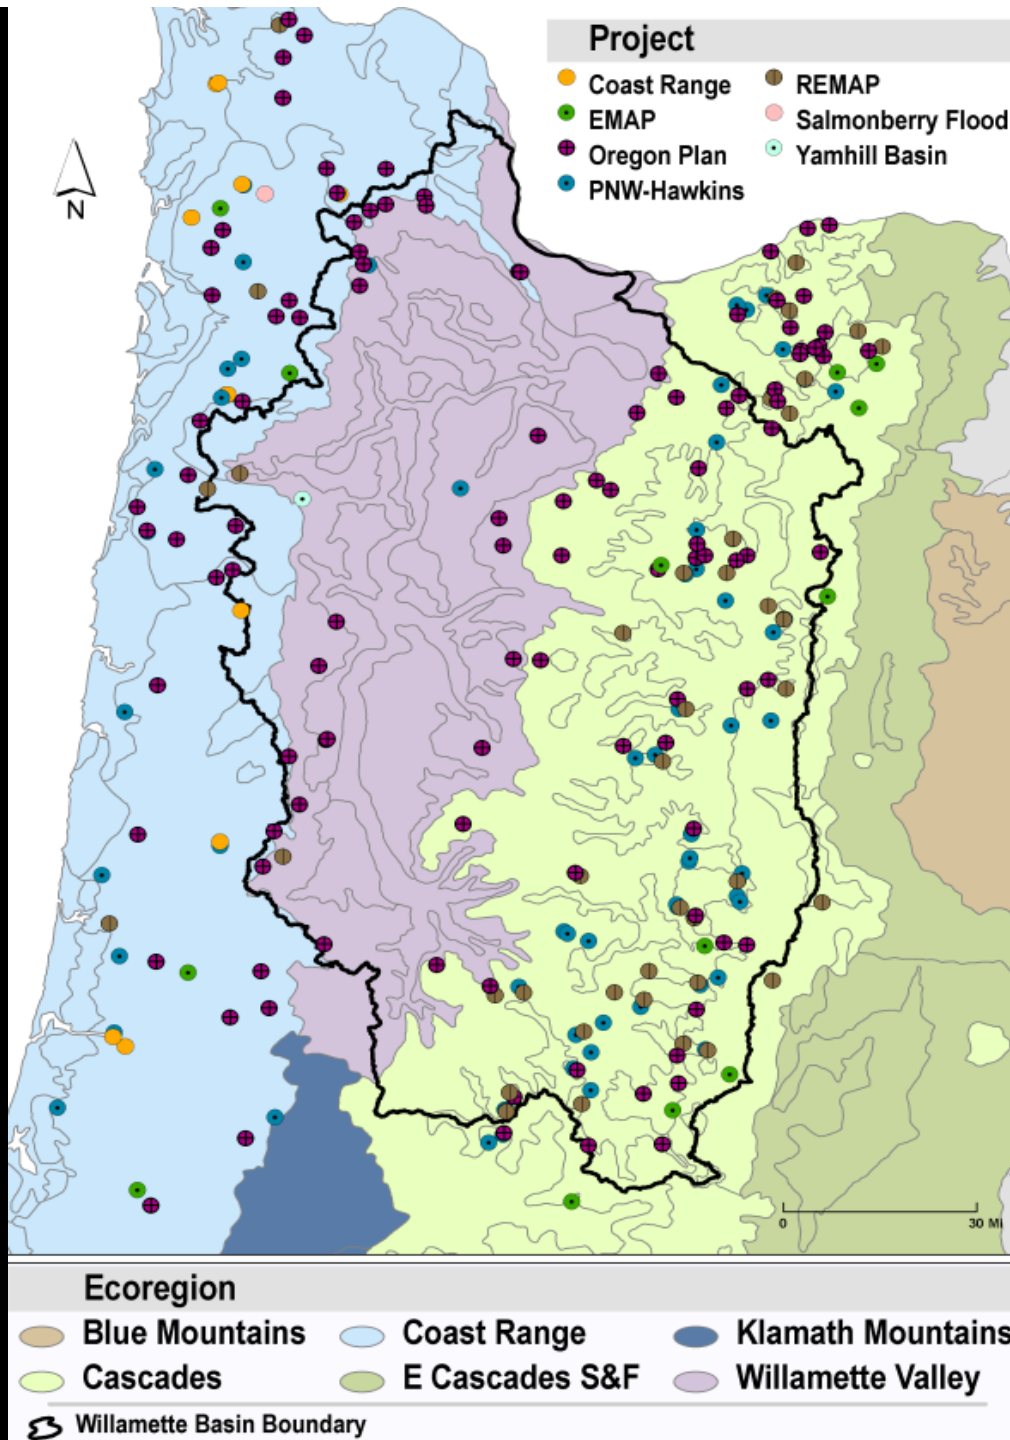 Project
Coast Range
REMAP
EMAP
Salmonberry Flood
Oregon Plan
Yamhill Basin
PNW-Hawkins
N
0
30 Mi
Ecoregion
Blue Mountains
Coast Range
Klamath Mountains
Cascades
E Cascades S&F
Willamette Valley
Willamette Basin Boundary